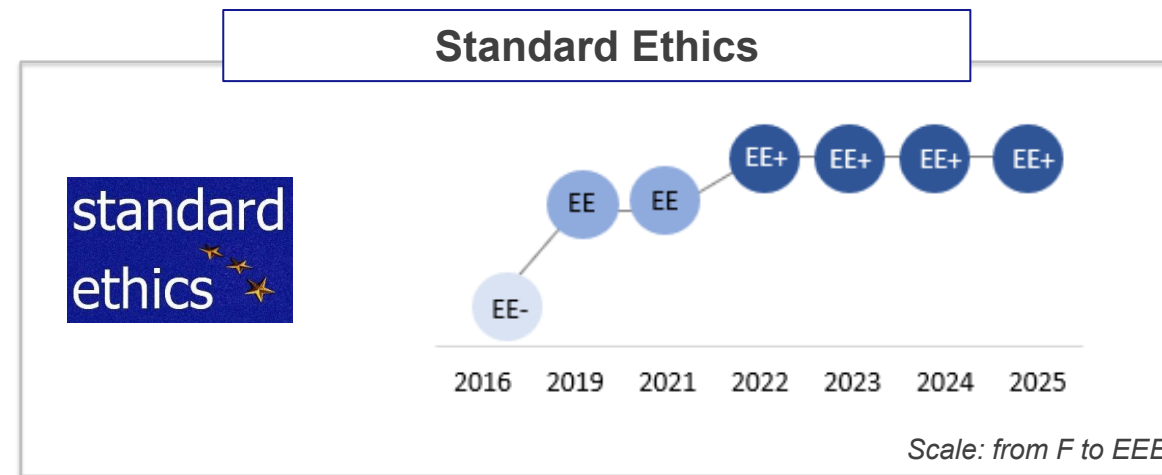 Standard Ethics
standard
ethics
EE-
EE
EE
EE+
EE+
EE+
EE+
2016 2019 2021 2022 2023 2024 2025
Scale: from F to EEE